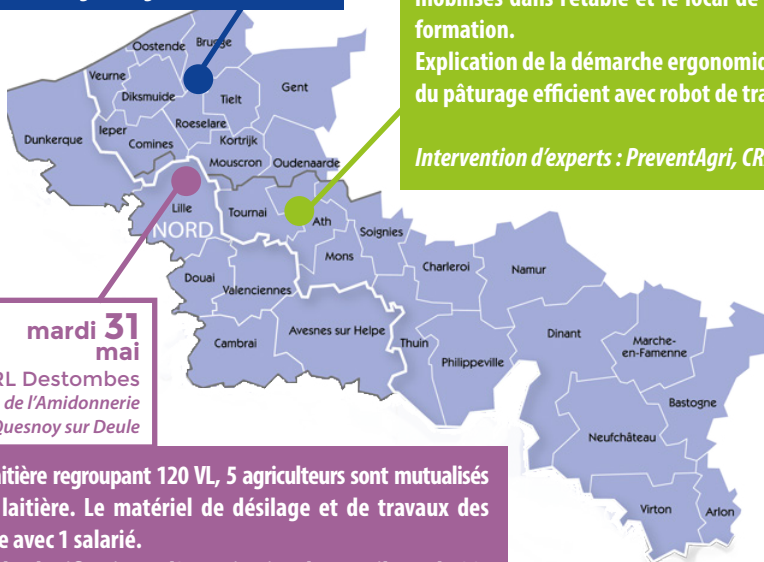 formation.
Explication de la démarche
du pâturage efficient avec robot de
Intervention d'experts : PreventAgri,
Oostende
Brugge
Veurne
Diksmuide
Tielt
Gent
Dunkerque
Ieper
Roeselare
Comines
Kortrijk
Mouscron
Oudenaarde
Lille
NORD
Tournai
Ath
Soignies
Mons
Charleroi
Namur
Douai
Valenciennes
Cambrai
Avesnes sur Helpe
Thuin
Philippeville
Dinant
Marche-
en-Famenne
Bastogne
Neufchâteau
Virton
Arlon
mardi 31
mai
RL Destombes
de l'Amidonnerie
Quesnoy sur Deule
regroupant 120 VL, 5 agriculteurs sont mutualisés
laitière. Le matériel de désilage et de travaux des
avec 1 salarié.